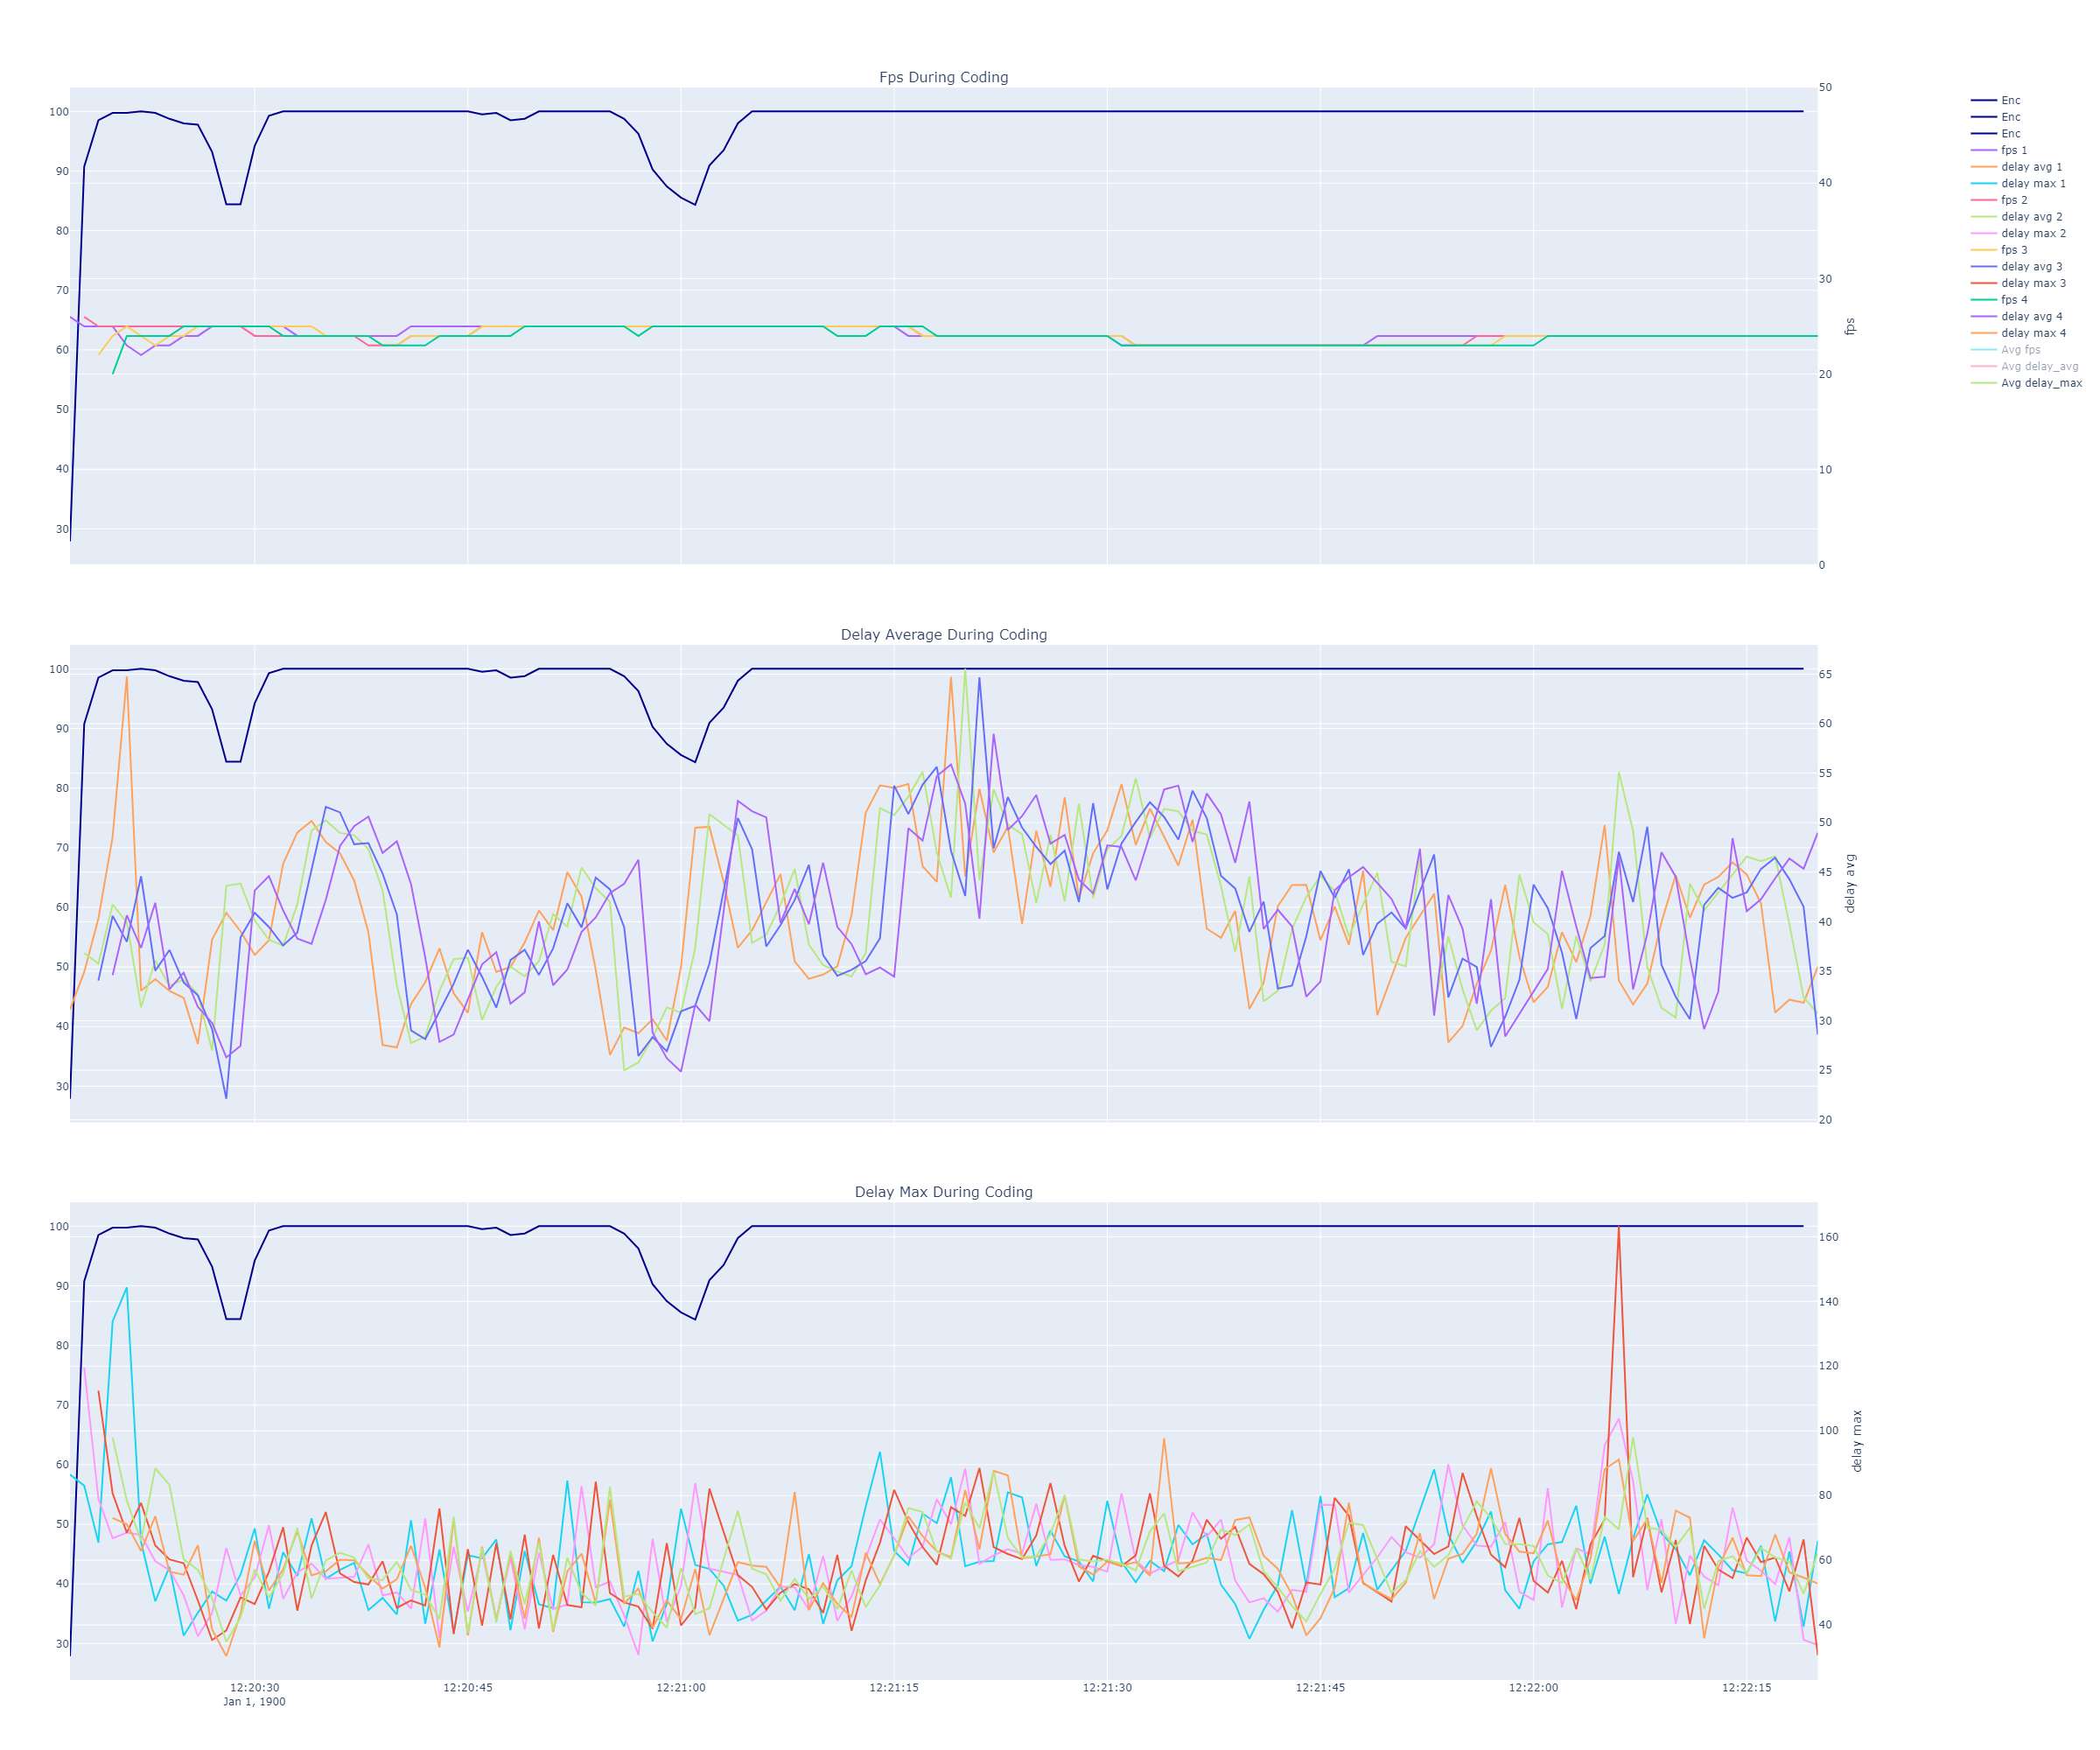 Fps During Coding
100
90
80
70
60
50
40
30
50
40
30
20
10
0
fps
Enc
Enc
Enc
fps 1
delay avg 1
delay max 1
fps 2
delay avg 2
delay max 2
fps 3
delay avg 3
delay max 3
fps 4
delay avg 4
delay max 4
Avg fps
Avg delay_avg
Avg delay_max
Delay Average During Coding
100
90
80
70
60
50
40
30
65
60
55
50
45
40
35
30
25
20
delay avg
Delay Max During Coding
100
90
80
70
60
50
40
30
160
140
120
100
80
60
40
delay max
12:20:30
Jan 1, 1900
12:20:45
12:21:00
12:21:15
12:21:30
12:21:45
12:22:00
12:22:15